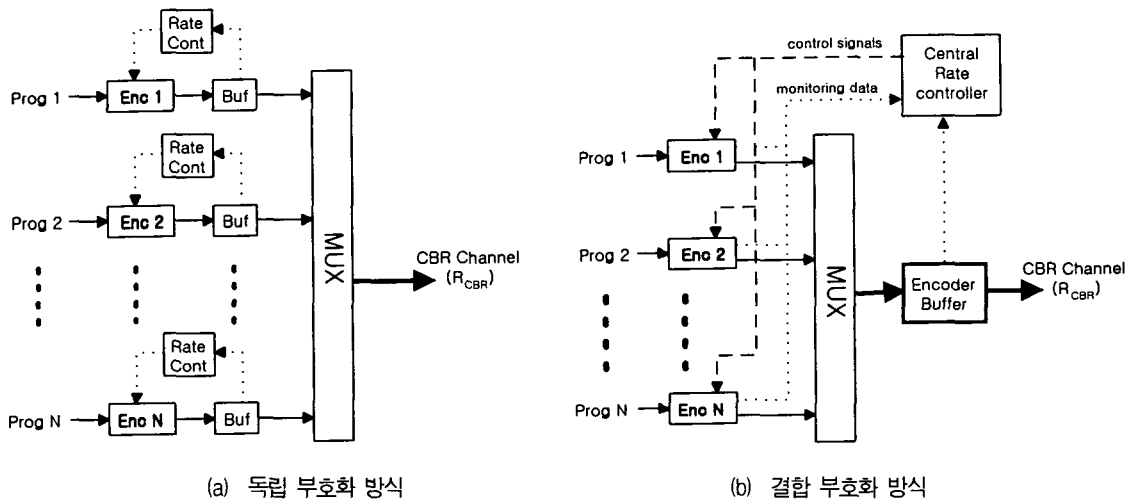 Rate
Cont
Prog 1
Enc 1
Buf
Rate
Cont
Prog 2
Enc 2
Buf
Rate
Cont
Prog N
Enc N
Buf
MUX
CBR Channel
(R_CBR)
(a) 독립 부호화 방식
control signals
monitoring data
Central
Rate
controller
Prog 1
Enc 1
Prog 2
Enc 2
Prog N
Enc N
MUX
Encoder
Buffer
CBR Channel
(R_CBR)
(b) 결합 부호화 방식